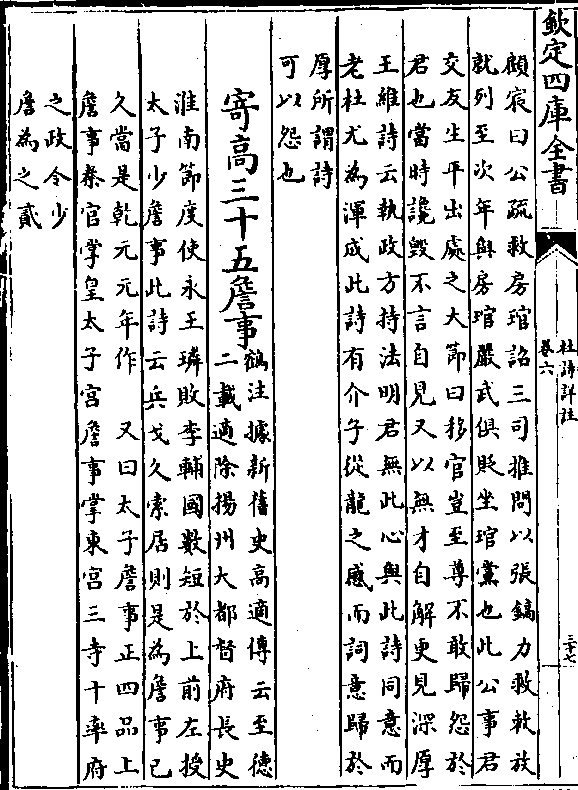 欽定四庫全書
杜詩詳註
卷六
三十七
顧宸曰公疏救房琯詔三司推問以張鎬力救敕放
就列至次年與房琯嚴武俱貶坐琯黨也此公事君
交友生平出處之大節曰移官豈至尊不敢歸怨於
君也當時讒毀不言自見又以無才自解更見深厚
王維詩云執政方持法明君無此心與此詩同意而
老杜尤為渾成此詩有介子從龍之感而詞意歸於
厚所謂詩
可以怨也
寄高三十五詹事
鶴注據新舊史高適傳云至德
二載適除揚州大都督府長史
淮南節度使永王璘敗李輔國數短於上前左授
太子少詹事此詩云兵戈久索居則是為詹事已
久當是乾元元年作 又曰太子詹事正四品上
詹事秦官掌皇太子宮詹事掌東宮三寺十率府
之政令少
詹為之貳